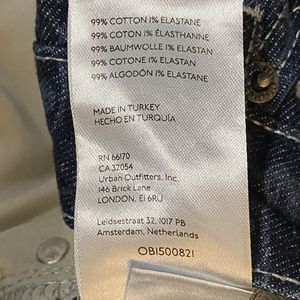 99% COTTON 1% ELASTANE
99% COTON 1% ÉLASTHANNE
99% BAUMWOLLE 1% ELASTAN
99% COTONE 1% ELASTAN
99% ALGODÓN 1% ELASTANE
MADE IN TURKEY
HECHO EN TURQUÍA
RN 66170
CA 32054
Urban Outfitters, Inc.
146 Brick Lane
LONDON, E1 6RU
Leidsestraat 32, 1017 PB
Amsterdam, Netherlands
OB1500821